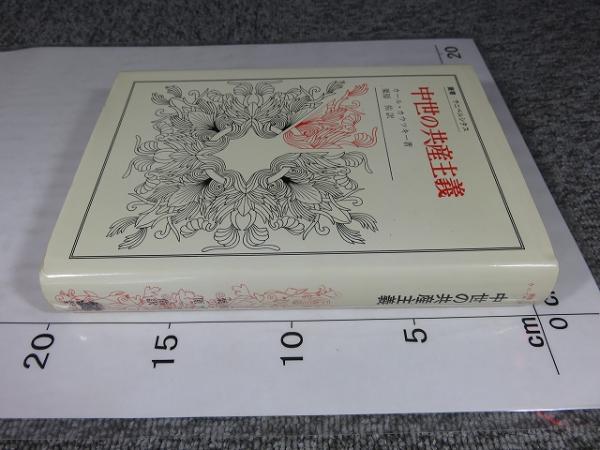 叢書 ウニベルシタス
中世の共産主義
カール・カウツキー著
栗原 佑訳
中世の共産主義
20
15
10
5
0
cm
20